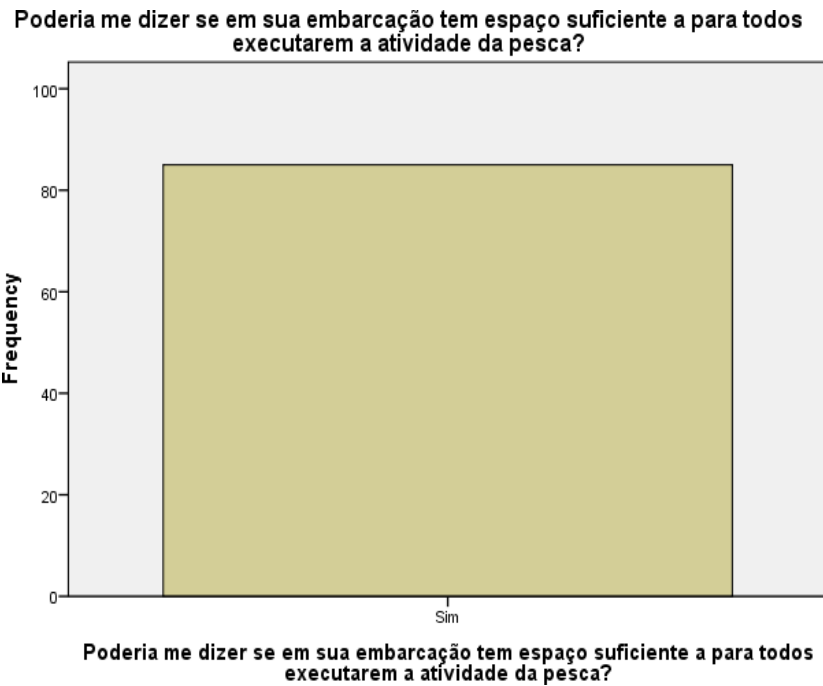 Poderia me dizer se em sua embarcação tem espaço suficiente a para todos
executarem a atividade da pesca?
100
80
60
40
20
0
Frequency
Sim
Poderia me dizer se em sua embarcação tem espaço suficiente a para todos
executarem a atividade da pesca?